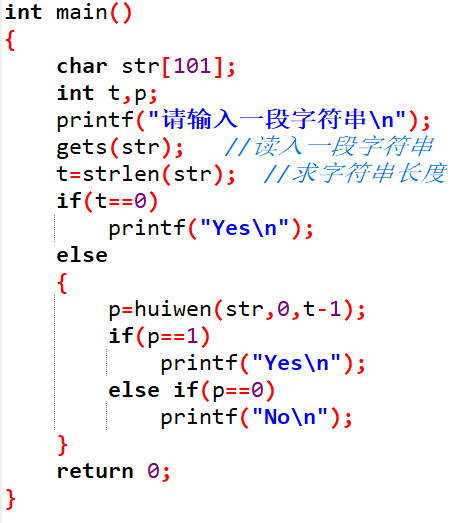 int main()
{
    char str[101];
    int t,p;
    printf("请输入一段字符串\n");
    gets(str);   //读入一段字符串
    t=strlen(str);  //求字符串长度
    if(t==0)
        printf("Yes\n");
    else
    {
        p=huiwen(str,0,t-1);
        if(p==1)
            printf("Yes\n");
        else if(p==0)
            printf("No\n");
    }
    return 0;
}